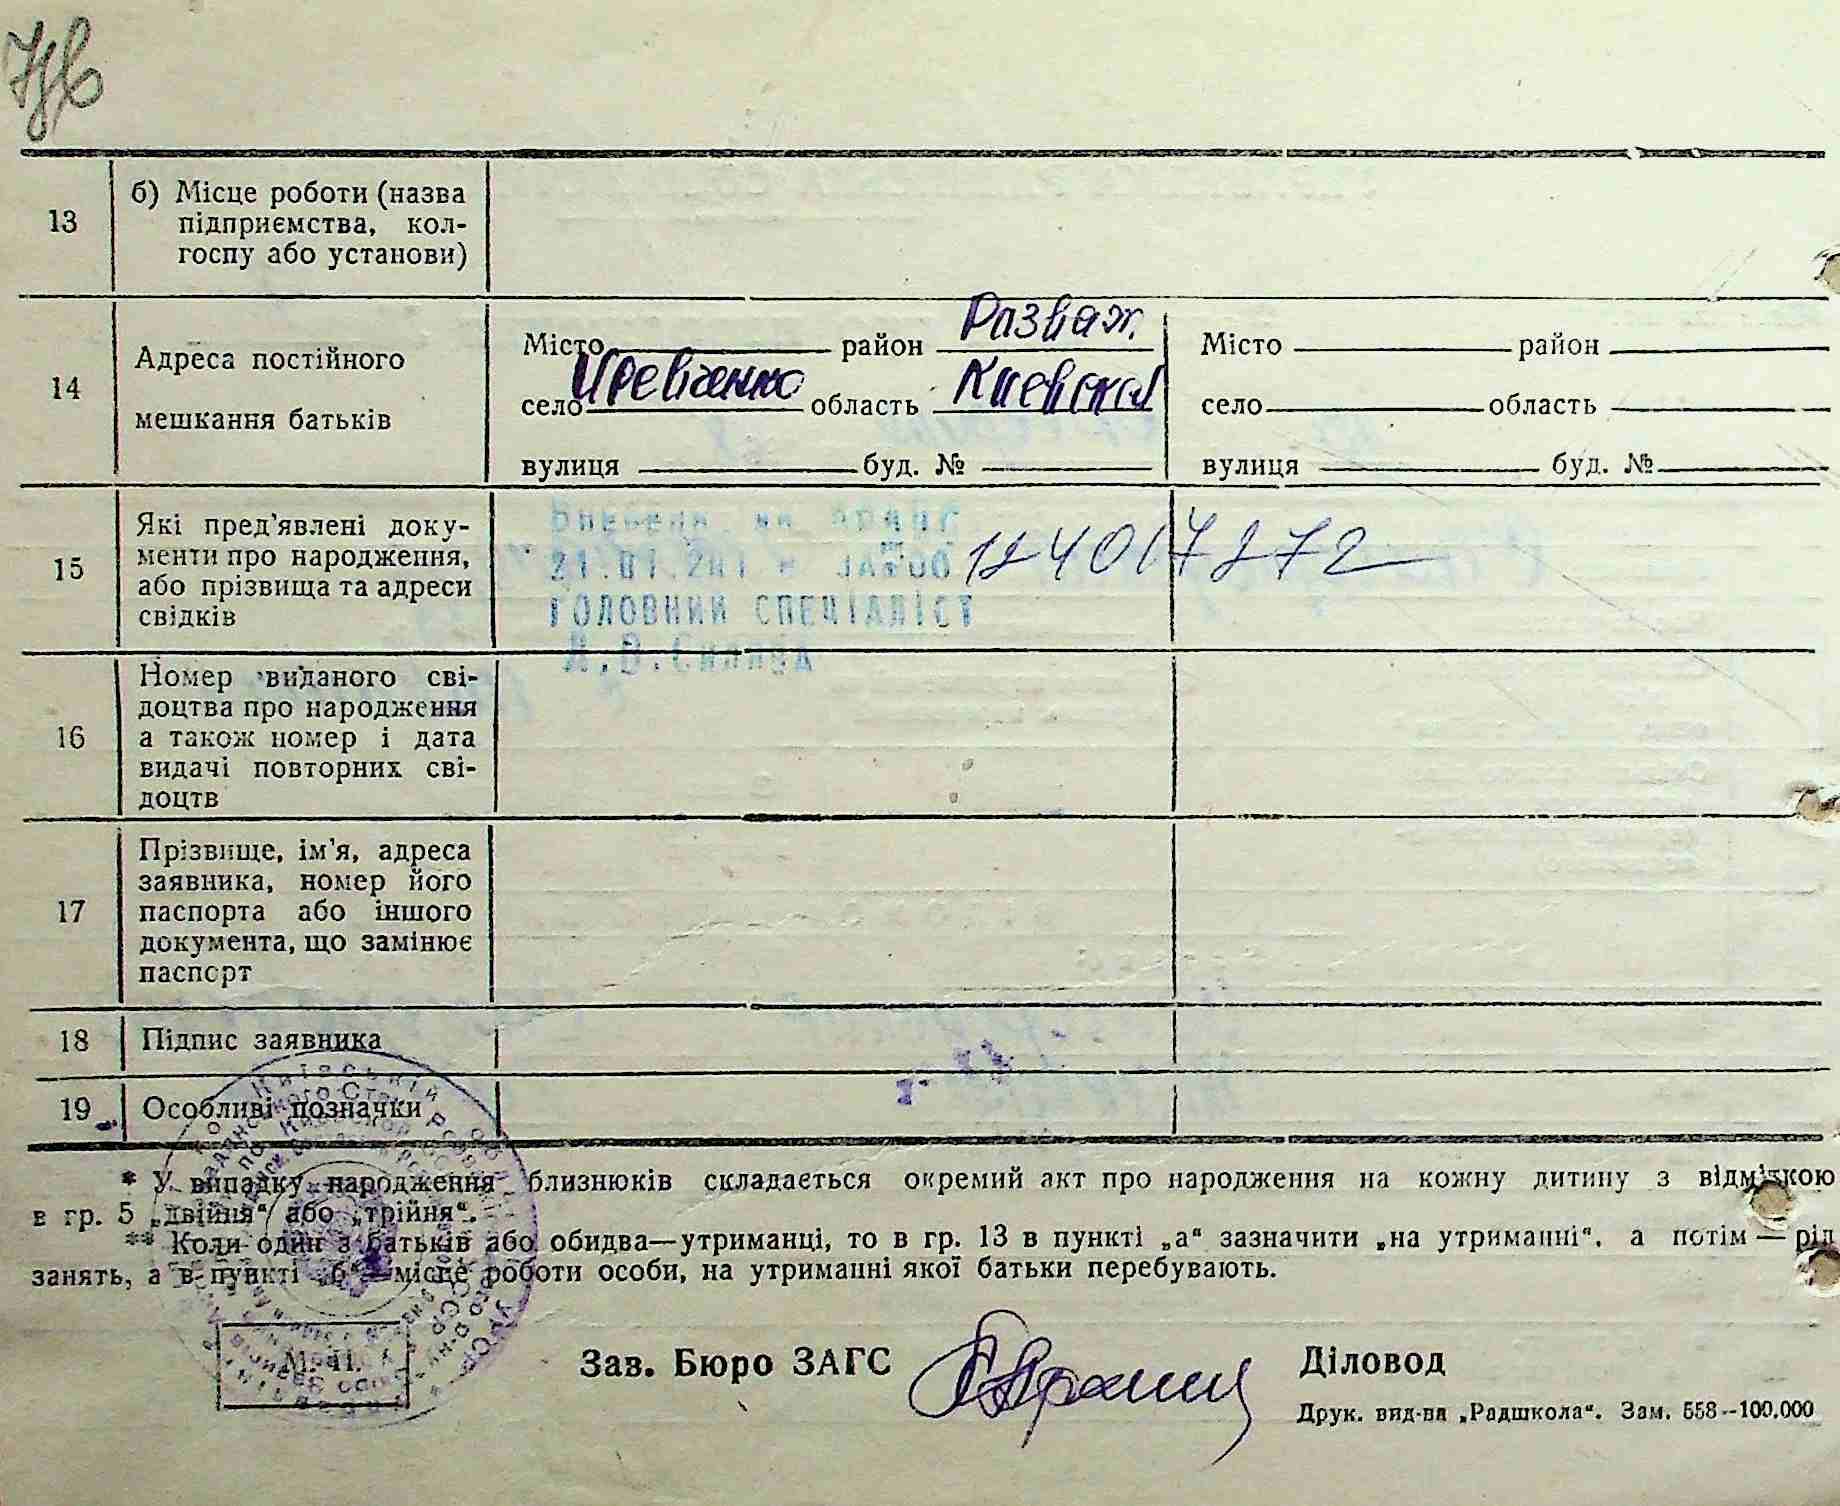 13
б) Місце роботи (назва
підприємства, кол-
госпу або установи)
14
Адреса постійного
мешкання батьків
Місто район Розваж.
село область Киевская
вулиця буд. №
Місто район
село область
вулиця буд. №
15
Які пред'явлені доку-
менти про народження,
або прізвища та адреси
свідків
ГОЛОВНИЙ СПЕЦІАЛІСТ
16
Номер виданого сві-
доцтва про народження
а також номер і дата
видачі повторних сві-
доцтв
17
Прізвище, ім'я, адреса
заявника, номер його
паспорта або іншого
документа, що замінює
паспорт
18
Підпис заявника
19
Особливі позначки
* У випадку народження близнюків складається окремий акт про народження на кожну дитину з відміткою
в гр. 5 „двійня“ або „трійня“.
** Коли один з батьків або обидва—утриманці, то в гр. 13 в пункті „а“ зазначити „на утриманні“, а потім — рід
занять, а в пункті „б“—місце роботи особи, на утриманні якої батьки перебувають.
М. П.
Зав. Бюро ЗАГС
Діловод
Друк. вид-ва „Радшкола“. Зам. 558--100.000